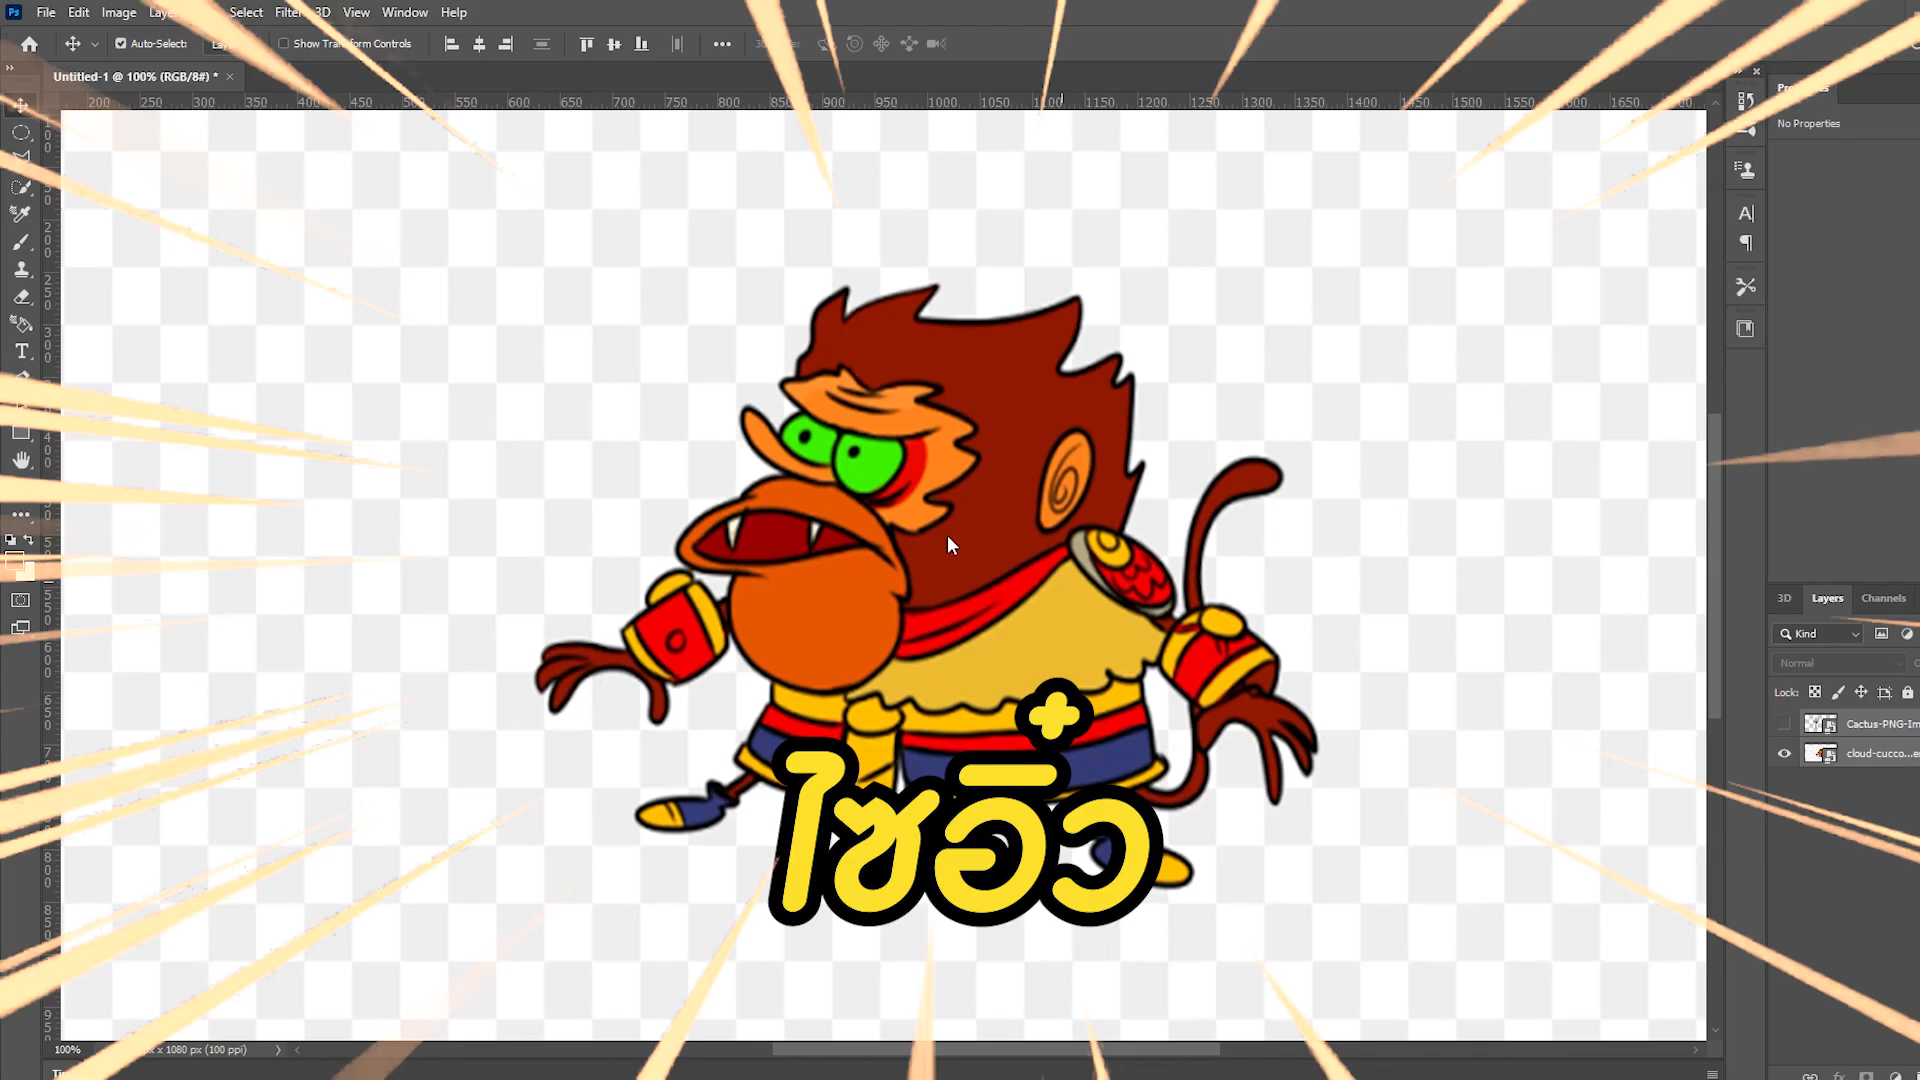 Ps File Edit Image Select Filter 3D View Window Help
Auto-Select: Show Transform Controls
Untitled-1 @ 100% (RGB/8#) *
200 250 300 350 400 450 500 550 600 650 700 750 800 850 900 950 1000 1050 1100 1150 1200 1250 1300 1350 1400 1450 1500 1550 1600 1650
Properties
No Properties
3D Layers Channels
Kind
Normal
Lock:
Cactus-PNG-Im
cloud-cucco...er
ไซอิ๋ว
100% x 1080 px (100 ppi)